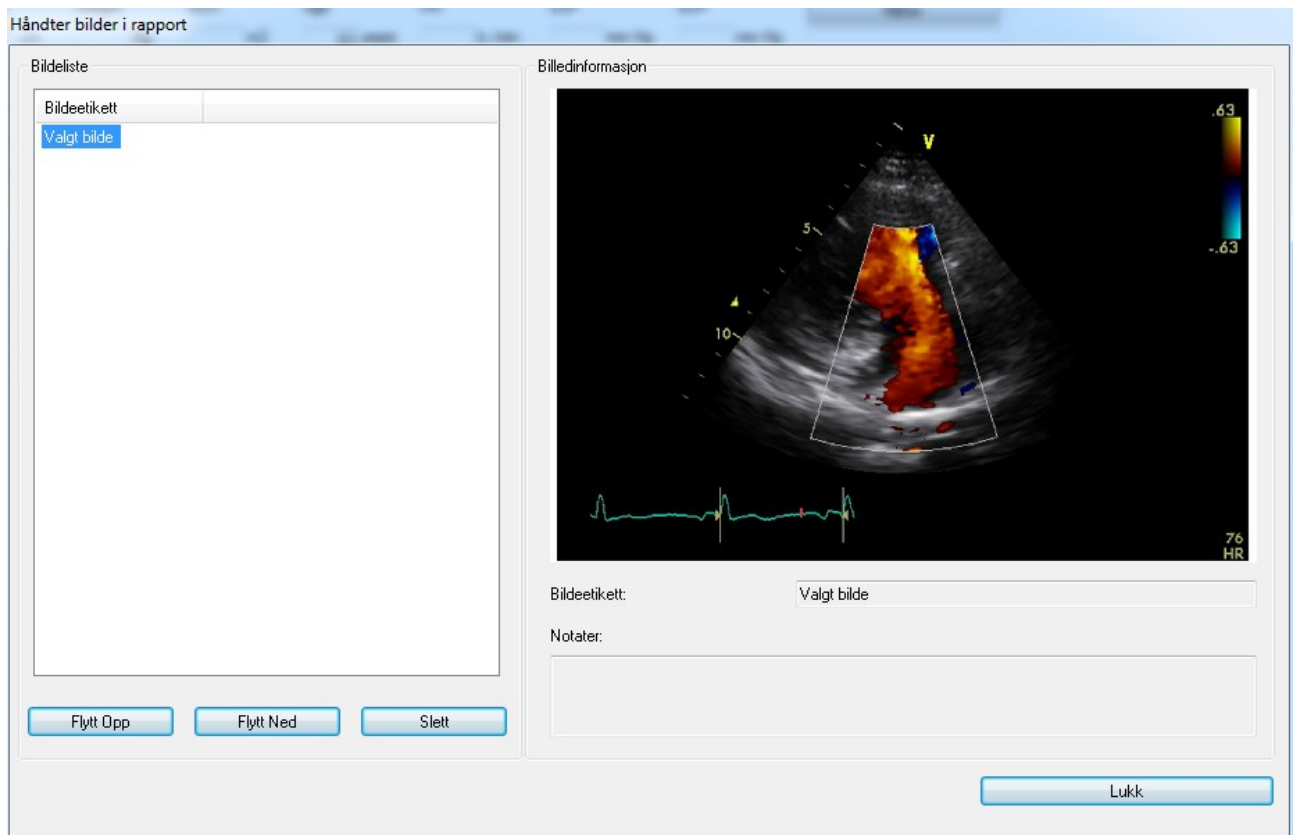 Håndter bilder i rapport
Bildeliste
Bildeetikett
Valgt bilde
Flytt Opp
Flytt Ned
Slett
Billedinformasjon
V
.63
-.63
5
10
76
HR
Bildeetikett:
Valgt bilde
Notater:
Lukk